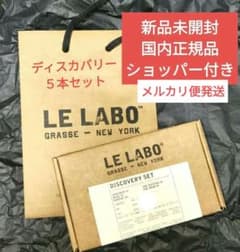 新品未開封
国内正規品
ショッパー付き
メルカリ便発送
ディスカバリー
5本セット
LE LABO
GRASSE - NEW YORK
LE LABO
GRASSE - NEW YORK
DISCOVERY SET